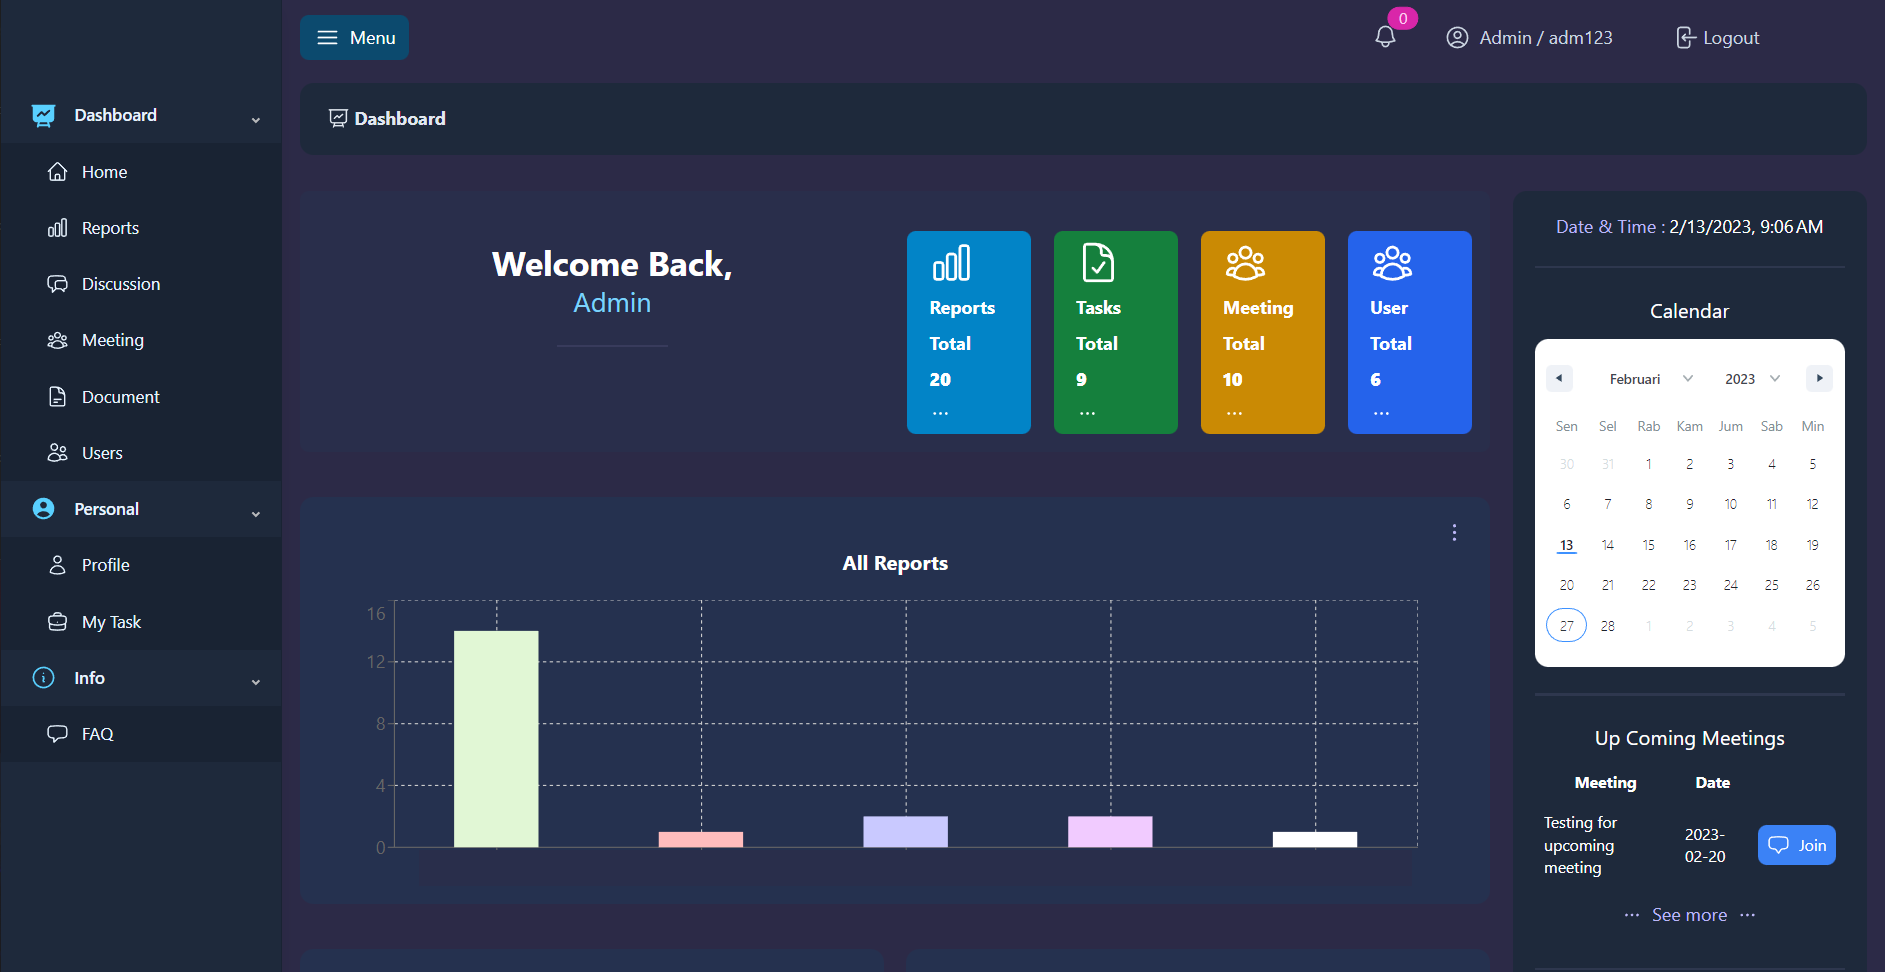 Menu
0
Admin / adm123
Logout
Dashboard
Home
Reports
Discussion
Meeting
Document
Users
Personal
Profile
My Task
Info
FAQ
Dashboard
Welcome Back,
Admin
Reports
Total
20
...
Tasks
Total
9
...
Meeting
Total
10
...
User
Total
6
...
All Reports
16
12
8
4
0
Date & Time : 2/13/2023, 9:06 AM
Calendar
Februari 2023
Sen Sel Rab Kam Jum Sab Min
30 31 1 2 3 4 5
6 7 8 9 10 11 12
13 14 15 16 17 18 19
20 21 22 23 24 25 26
27 28 1 2 3 4 5
Up Coming Meetings
Meeting Date
Testing for
upcoming
meeting
2023-
02-20
Join
... See more ...